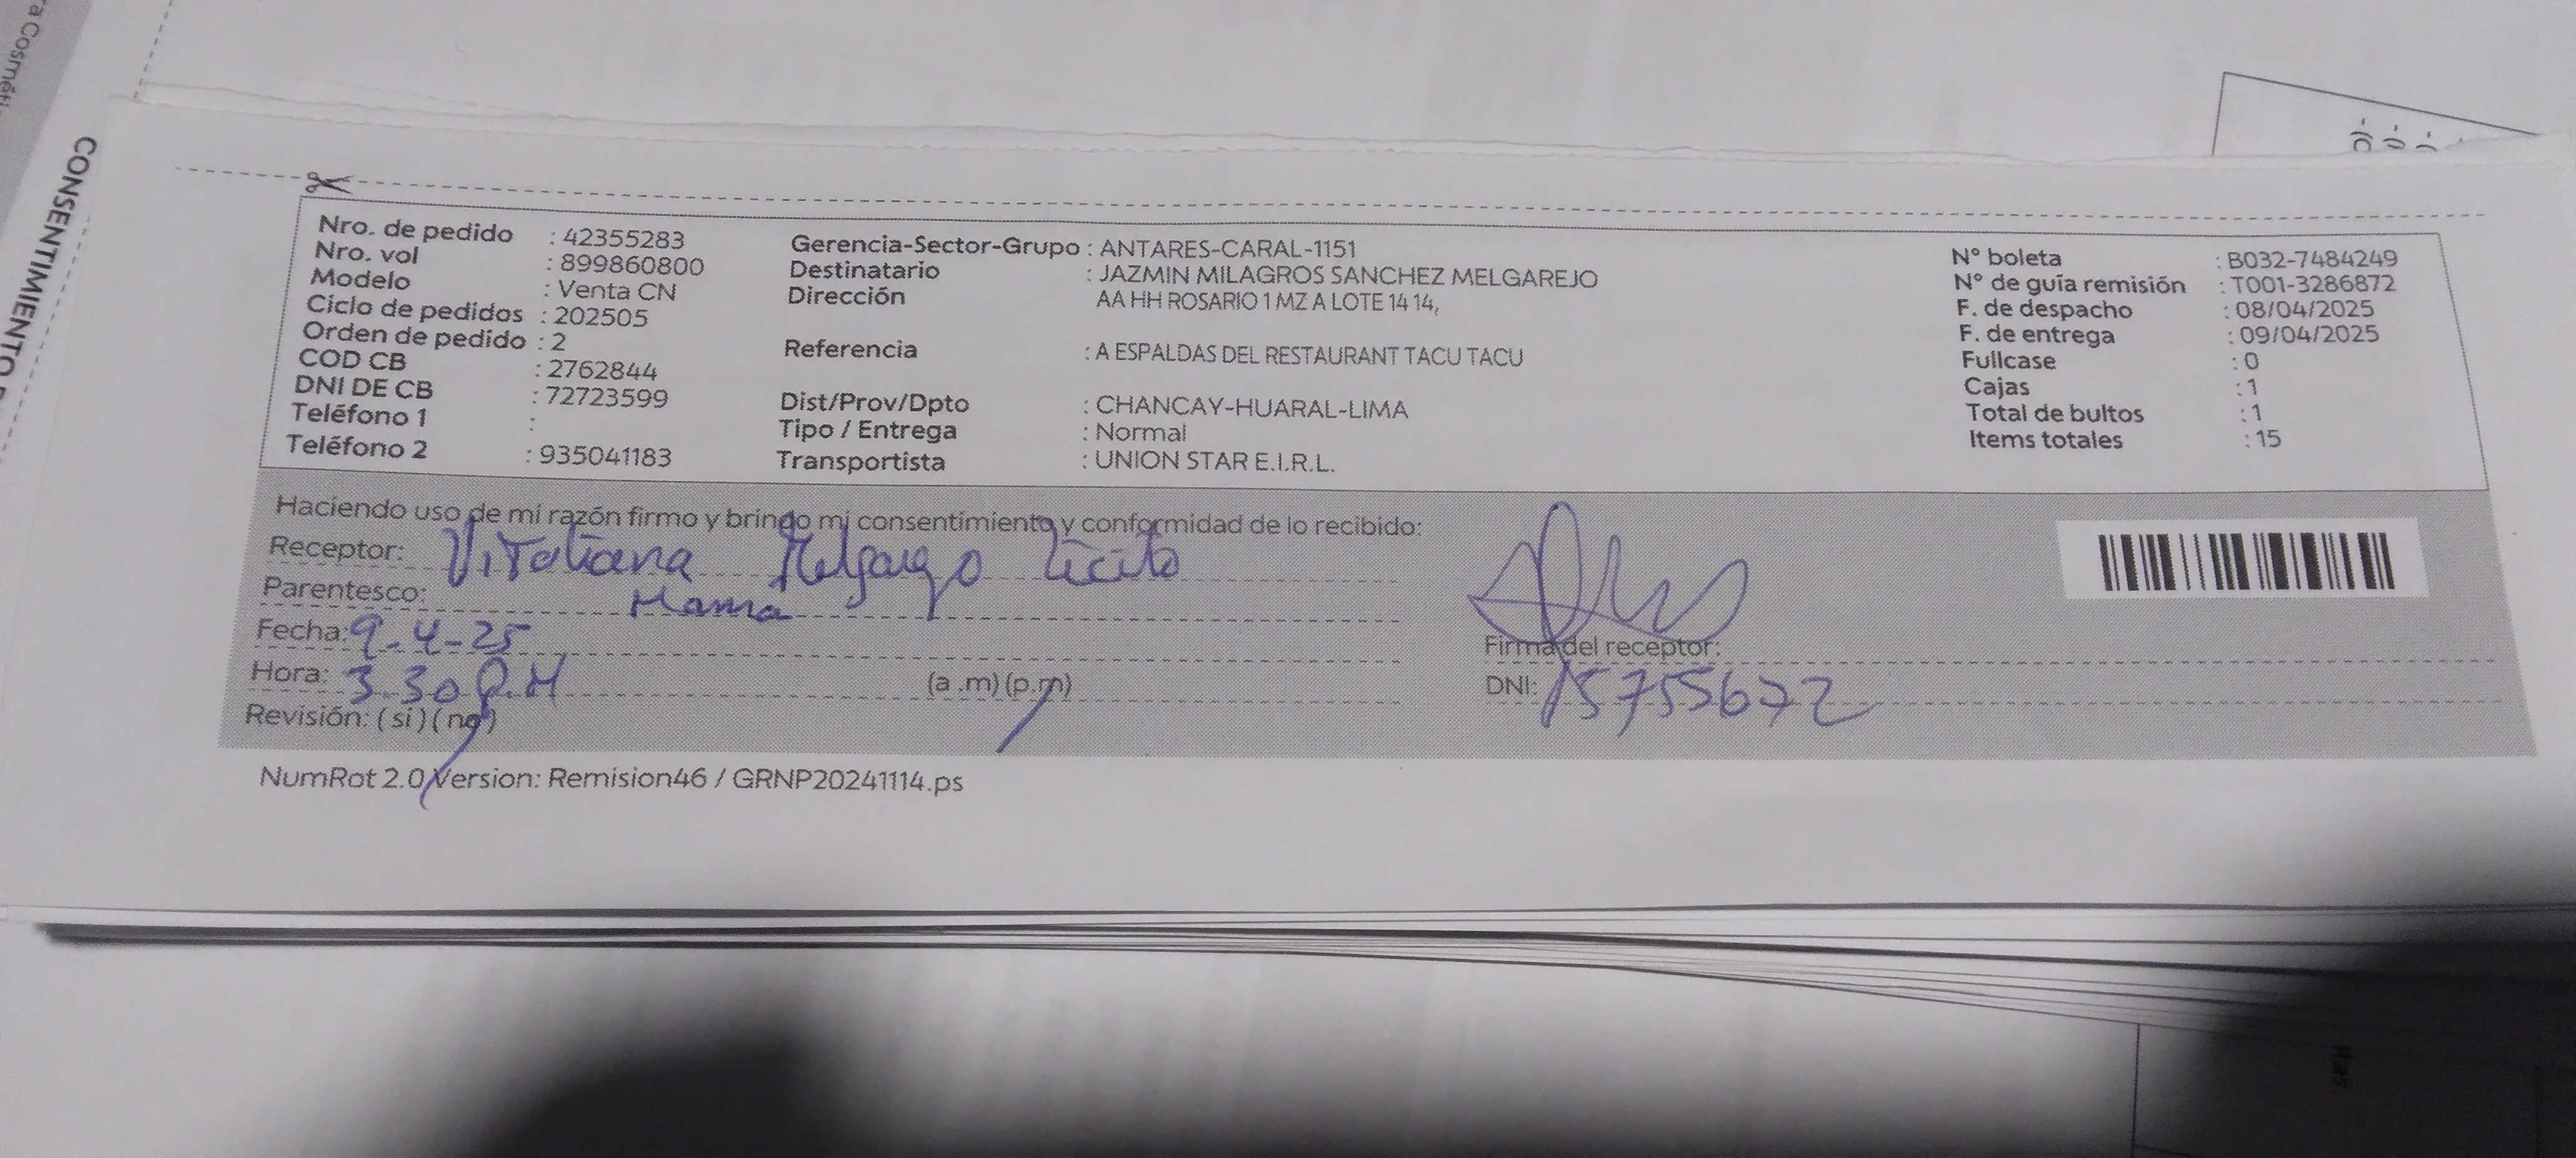 ra Cosméti
CONSENTIMIENTO
Nro. de pedido : 42355283
Nro. vol : 899860800
Modelo : Venta CN
Ciclo de pedidos : 202505
Orden de pedido : 2
COD CB : 2762844
DNI DE CB : 72723599
Teléfono 1 :
Teléfono 2 : 935041183
Gerencia-Sector-Grupo : ANTARES-CARAL-1151
Destinatario : JAZMIN MILAGROS SANCHEZ MELGAREJO
Dirección AA HH ROSARIO 1 MZ A LOTE 14 14,
Referencia : A ESPALDAS DEL RESTAURANT TACU TACU
Dist/Prov/Dpto : CHANCAY-HUARAL-LIMA
Tipo / Entrega : Normal
Transportista : UNION STAR E.I.R.L.
N° boleta : B032-7484249
N° de guía remisión : T001-3286872
F. de despacho : 08/04/2025
F. de entrega : 09/04/2025
Fullcase : 0
Cajas : 1
Total de bultos : 1
Items totales : 15
Haciendo uso de mi razón firmo y brindo mi consentimiento y conformidad de lo recibido:
Receptor:
Parentesco: Mama
Fecha: 9-4-25
Hora: 3.30 P.M (a .m) (p.m)
Revisión: ( si ) ( no )
Firma del receptor:
DNI: 15755672
NumRot 2.0 Version: Remision46 / GRNP20241114.ps